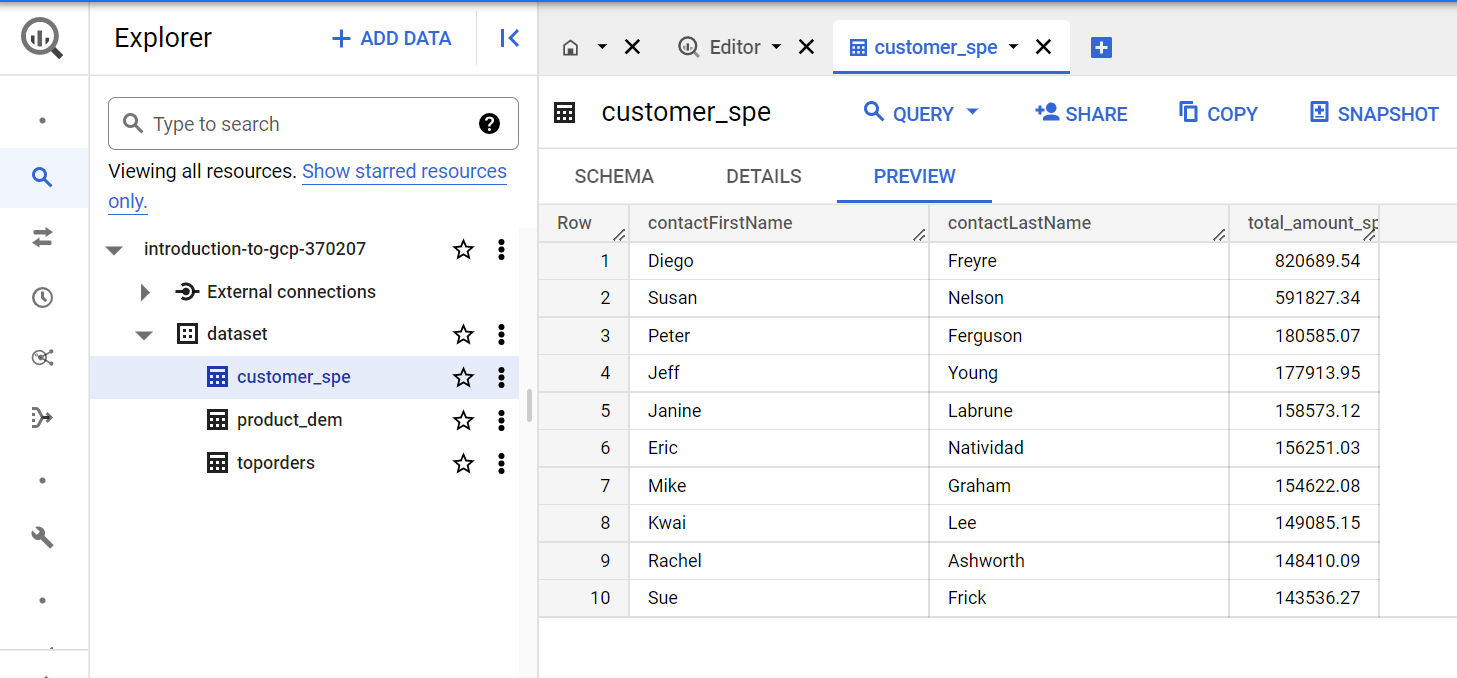 Explorer
+ ADD DATA
Type to search
Viewing all resources. Show starred resources
only.
introduction-to-gcp-370207
External connections
dataset
customer_spe
product_dem
toporders
Editor
customer_spe
customer_spe
QUERY
SHARE
COPY
SNAPSHOT
SCHEMA DETAILS PREVIEW
Row contactFirstName contactLastName total_amount_sp
1 Diego Freyre 820689.54
2 Susan Nelson 591827.34
3 Peter Ferguson 180585.07
4 Jeff Young 177913.95
5 Janine Labrune 158573.12
6 Eric Natividad 156251.03
7 Mike Graham 154622.08
8 Kwai Lee 149085.15
9 Rachel Ashworth 148410.09
10 Sue Frick 143536.27